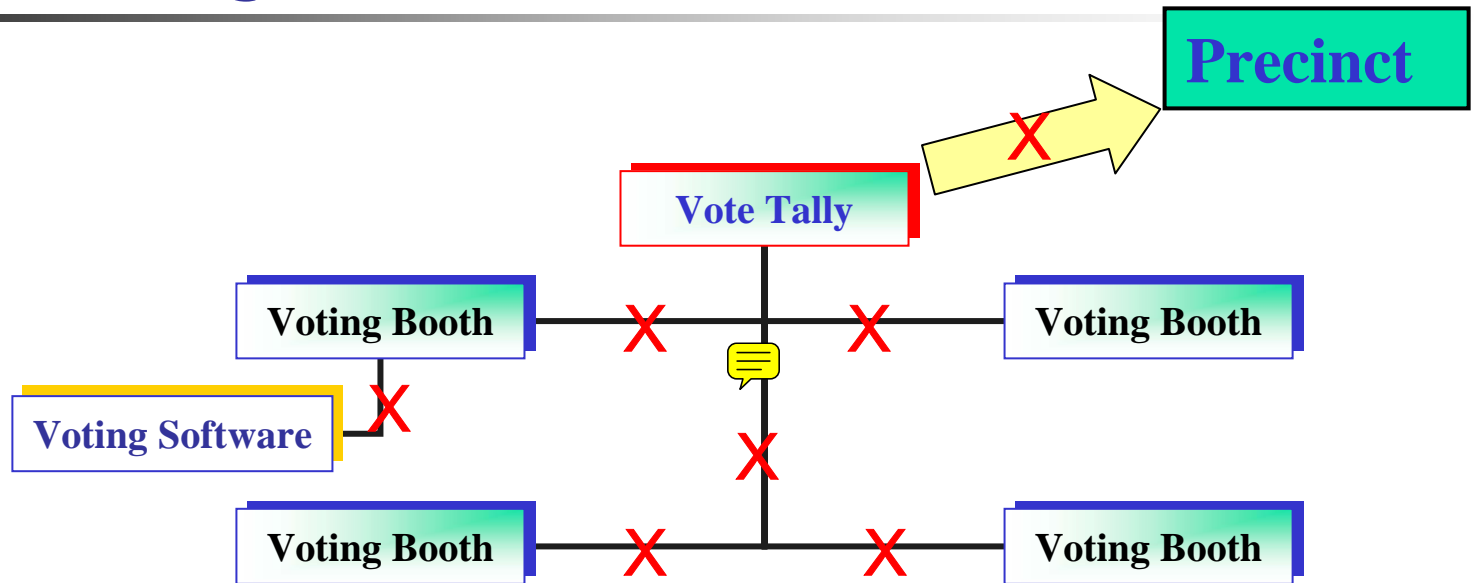 Precinct
X
Vote Tally
Voting Booth
X
X
Voting Booth
X
Voting Software
X
Voting Booth
X
X
Voting Booth